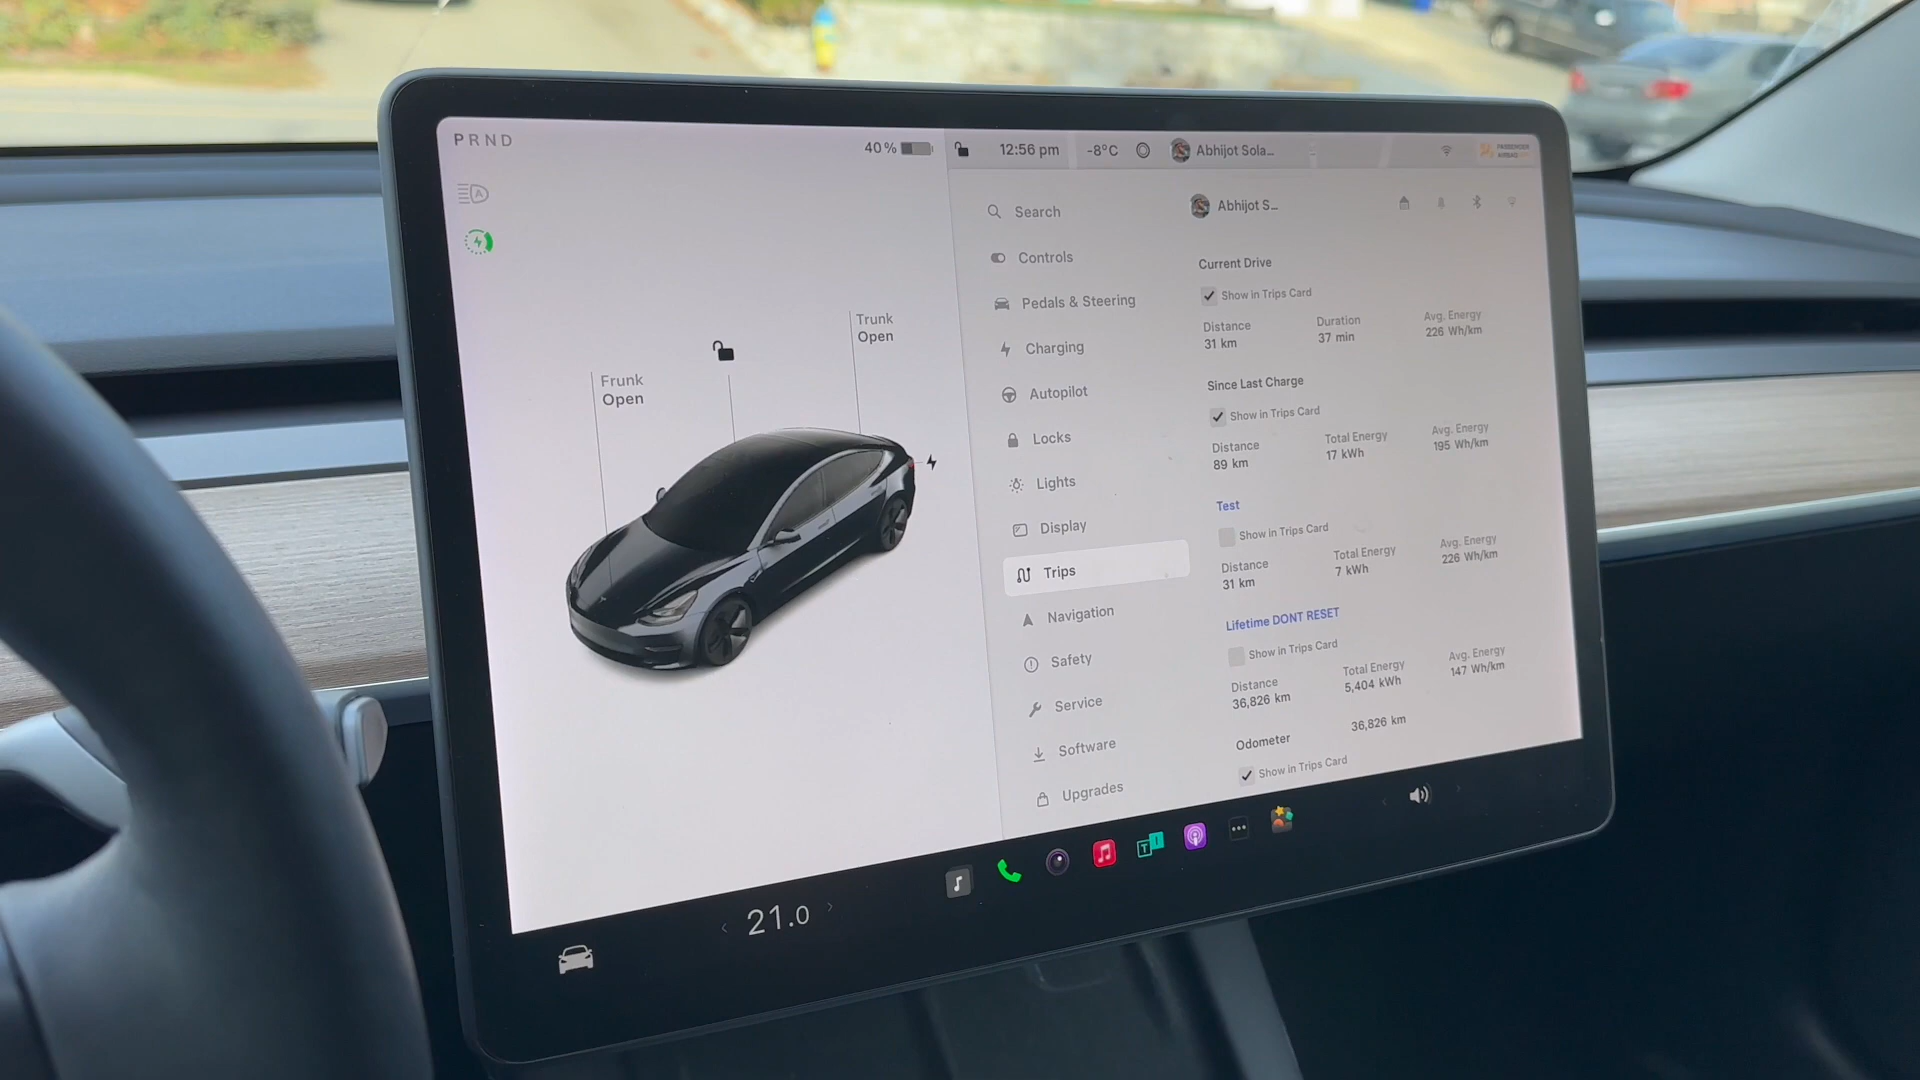 PRND
40%
12:56 pm
-8°C
Abhijot Sola...
PASSENGER
AIRBAG
Frunk
Open
Trunk
Open
Search
Controls
Pedals & Steering
Charging
Autopilot
Locks
Lights
Display
Trips
Navigation
Safety
Service
Software
Upgrades
Abhijot S...
Current Drive
Show in Trips Card
Distance Duration Avg. Energy
31 km 37 min 226 Wh/km
Since Last Charge
Show in Trips Card
Distance Total Energy Avg. Energy
89 km 17 kWh 195 Wh/km
Test
Show in Trips Card
Distance Total Energy Avg. Energy
31 km 7 kWh 226 Wh/km
Lifetime DONT RESET
Show in Trips Card
Distance Total Energy Avg. Energy
36,826 km 5,404 kWh 147 Wh/km
Odometer 36,826 km
Show in Trips Card
21.0